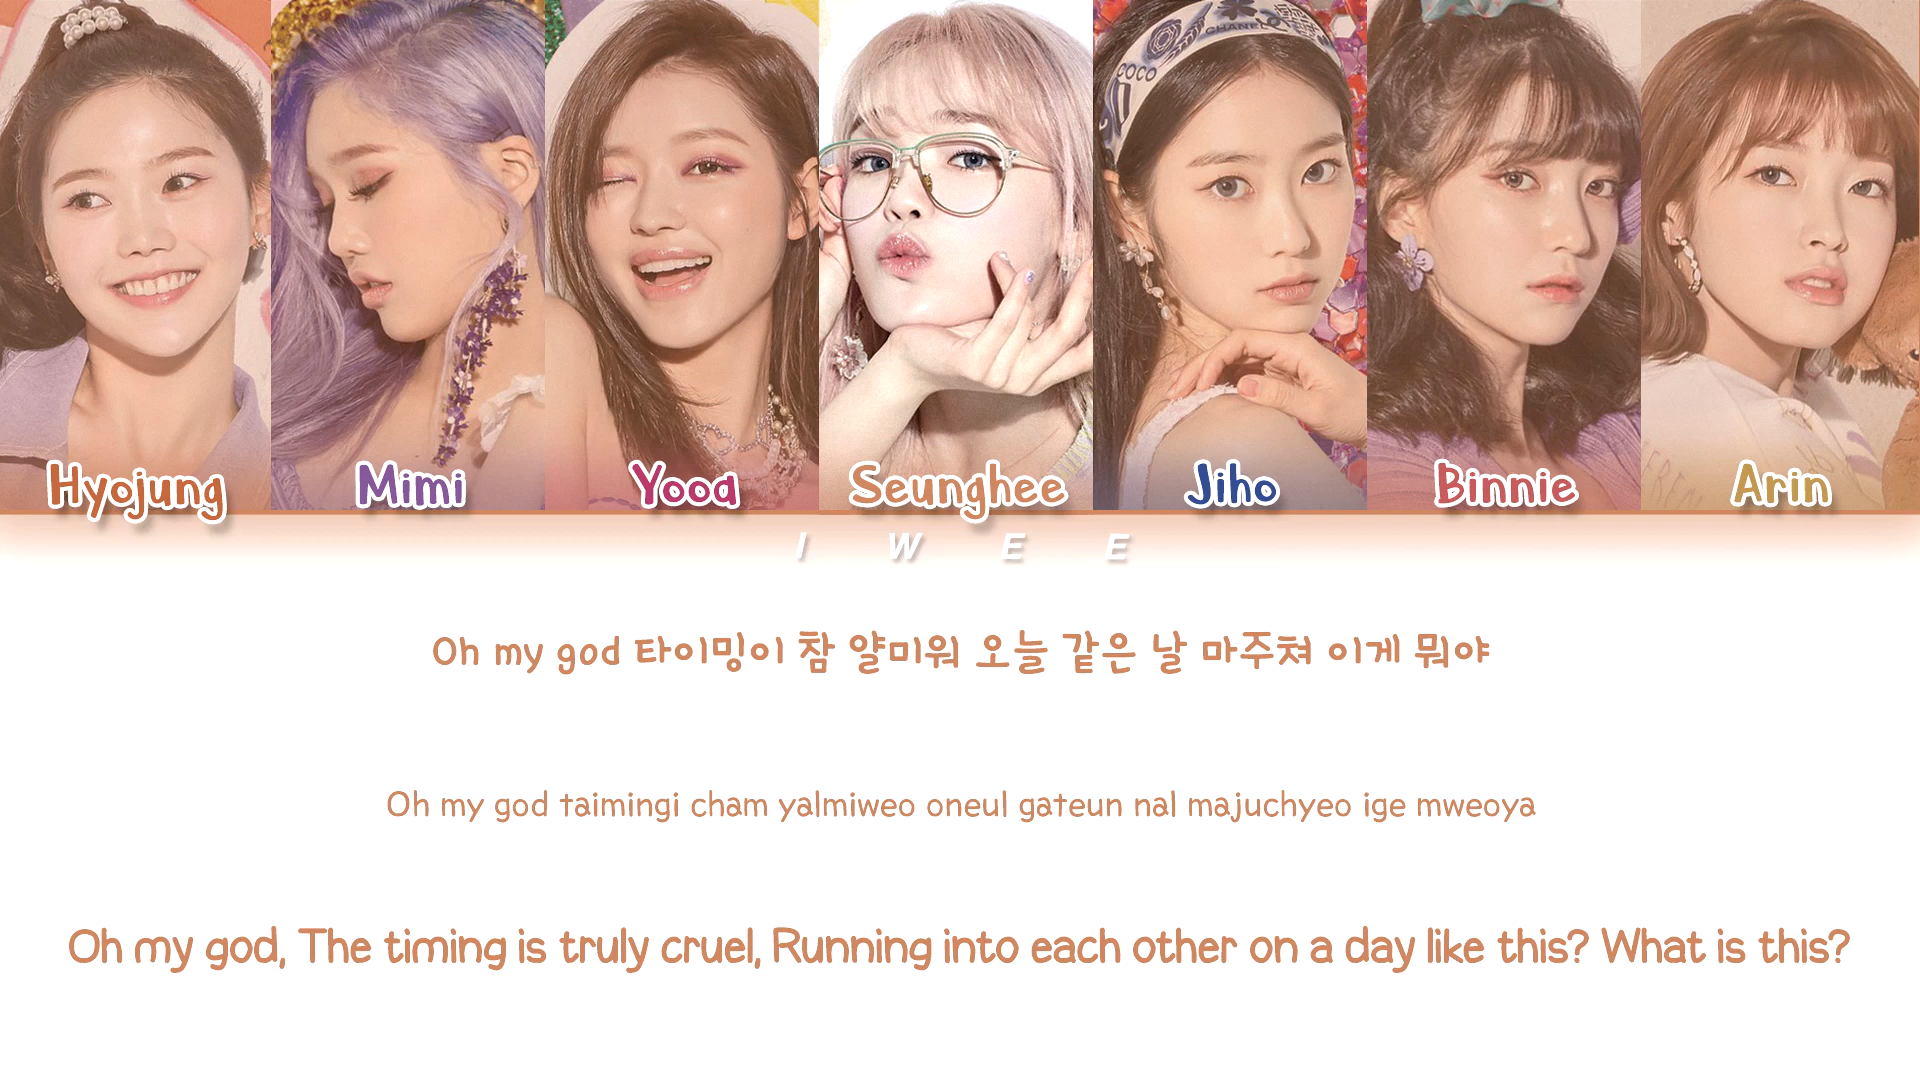 COCO
CHANEL
Hyojung Mimi Yooa Seunghee Jiho Binnie Arin
I WEE
Oh my god 타이밍이 참 얄미워 오늘 같은 날 마주쳐 이게 뭐야
Oh my god taimingi cham yalmiweo oneul gateun nal majuchyeo ige mweoya
Oh my god, The timing is truly cruel, Running into each other on a day like this? What is this?